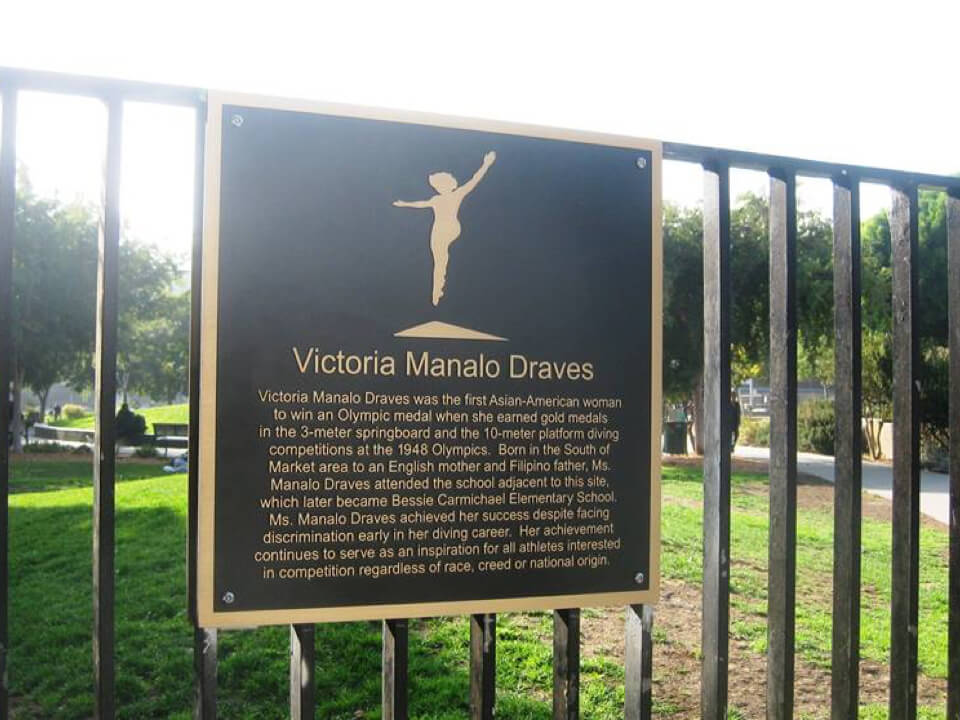 Victoria Manalo Draves
Victoria Manalo Draves was the first Asian-American woman
to win an Olympic medal when she earned gold medals
in the 3-meter springboard and the 10-meter platform diving
competitions at the 1948 Olympics. Born in the South of
Market area to an English mother and Filipino father, Ms.
Manalo Draves attended the school adjacent to this site,
which later became Bessie Carmichael Elementary School.
Ms. Manalo Draves achieved her success despite facing
discrimination early in her diving career. Her achievement
continues to serve as an inspiration for all athletes interested
in competition regardless of race, creed or national origin.